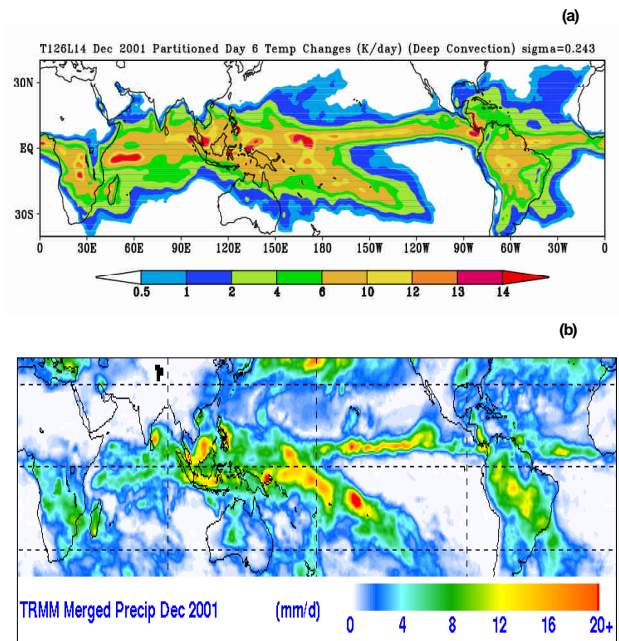 (a)
T126L14 Dec 2001 Partitioned Day 6 Temp Changes (K/day) (Deep Convection) sigma=0.243
30N
EQ
30S
0 30E 60E 90E 120E 150E 180 150W 120W 90W 60W 30W 0
0.5 1 2 4 6 10 12 13 14
(b)
TRMM Merged Precip Dec 2001 (mm/d)
0 4 8 12 20+